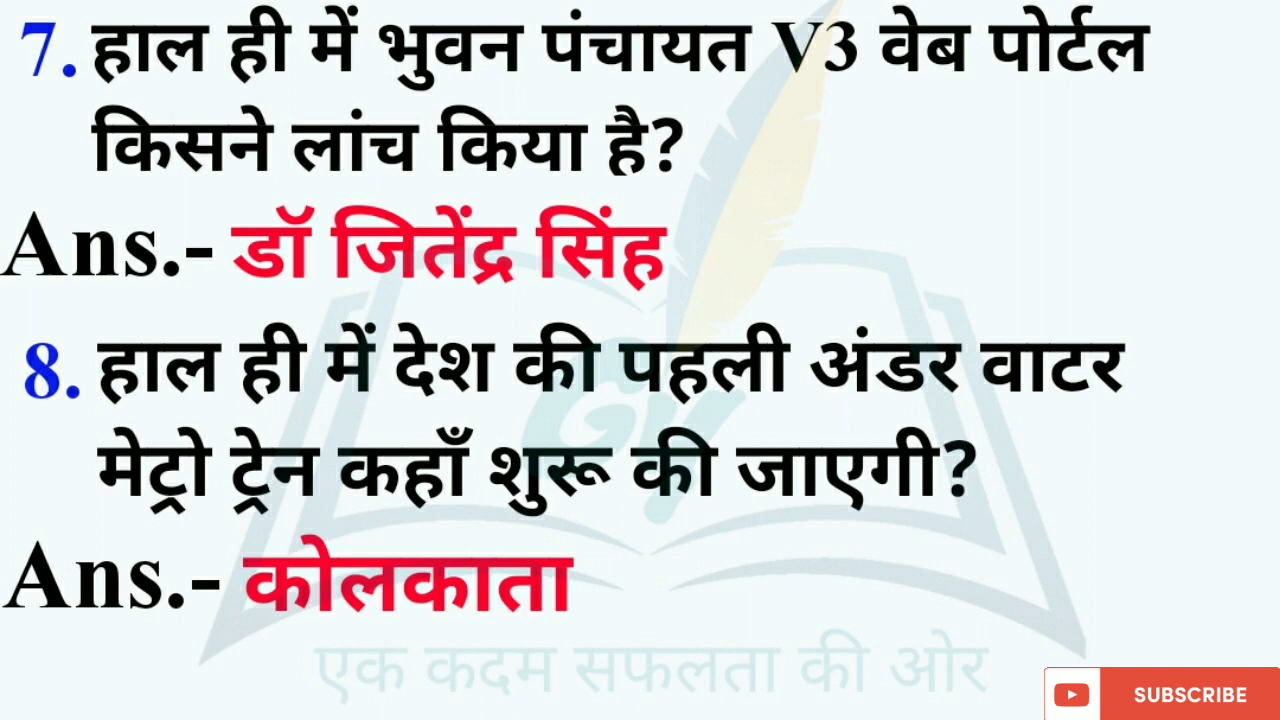 7. हाल ही में भुवन पंचायत V3 वेब पोर्टल
किसने लांच किया है?
Ans.- डॉ जितेंद्र सिंह
8. हाल ही में देश की पहली अंडर वाटर
मेट्रो ट्रेन कहाँ शुरू की जाएगी?
Ans.- कोलकाता
GY
एक कदम सफलता की ओर
SUBSCRIBE